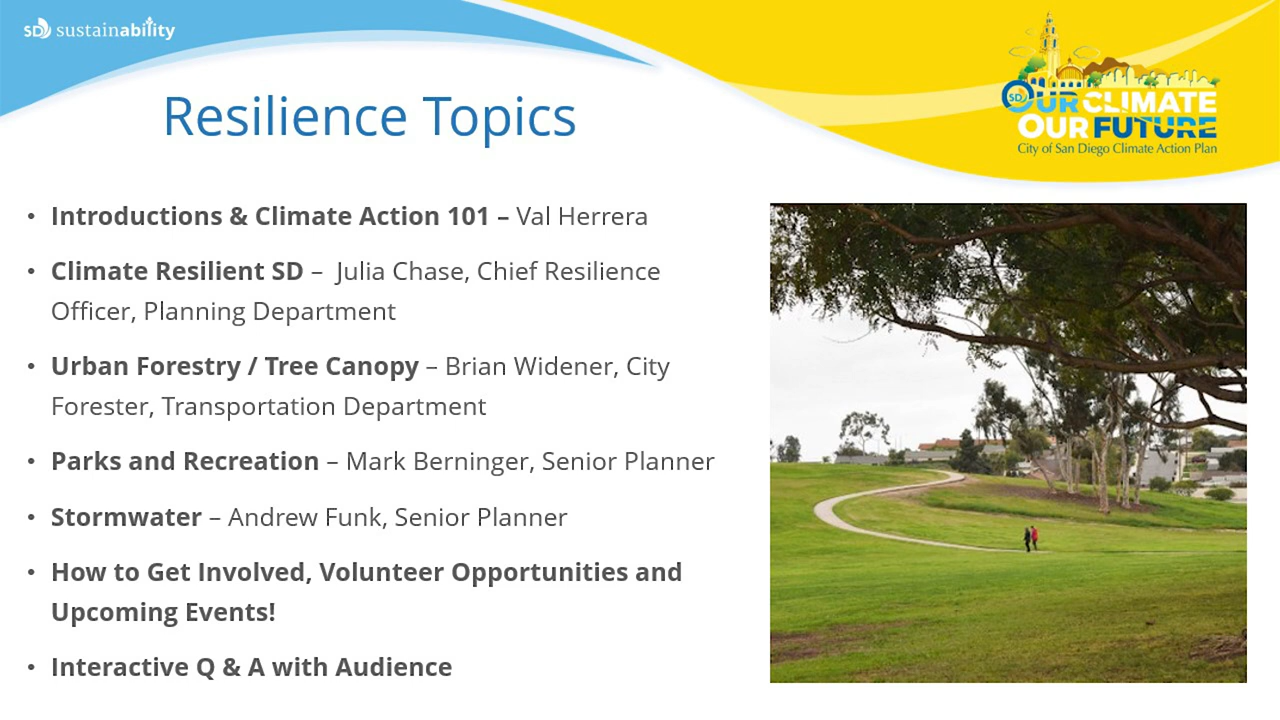 SD sustainability
OUR CLIMATE
OUR FUTURE
City of San Diego Climate Action Plan
SD
Resilience Topics
• Introductions & Climate Action 101 – Val Herrera
• Climate Resilient SD – Julia Chase, Chief Resilience
Officer, Planning Department
• Urban Forestry / Tree Canopy – Brian Widener, City
Forester, Transportation Department
• Parks and Recreation – Mark Berninger, Senior Planner
• Stormwater – Andrew Funk, Senior Planner
• How to Get Involved, Volunteer Opportunities and
Upcoming Events!
• Interactive Q & A with Audience